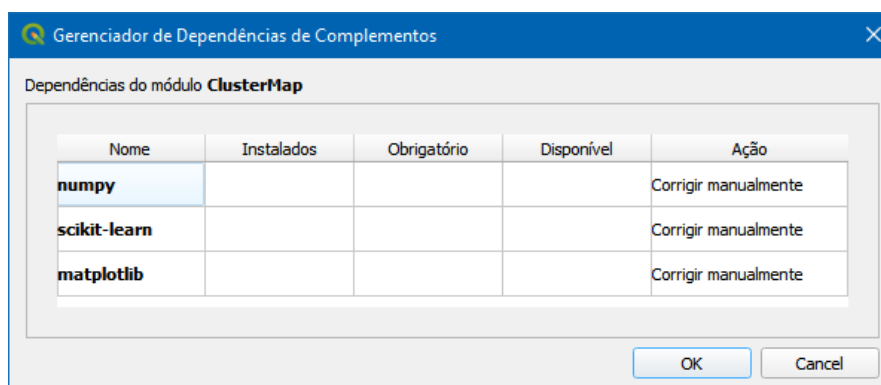 Gerenciador de Dependências de Complementos
Dependências do módulo ClusterMap
Nome Instalados Obrigatório Disponível Ação
numpy Corrigir manualmente
scikit-learn Corrigir manualmente
matplotlib Corrigir manualmente
OK Cancel